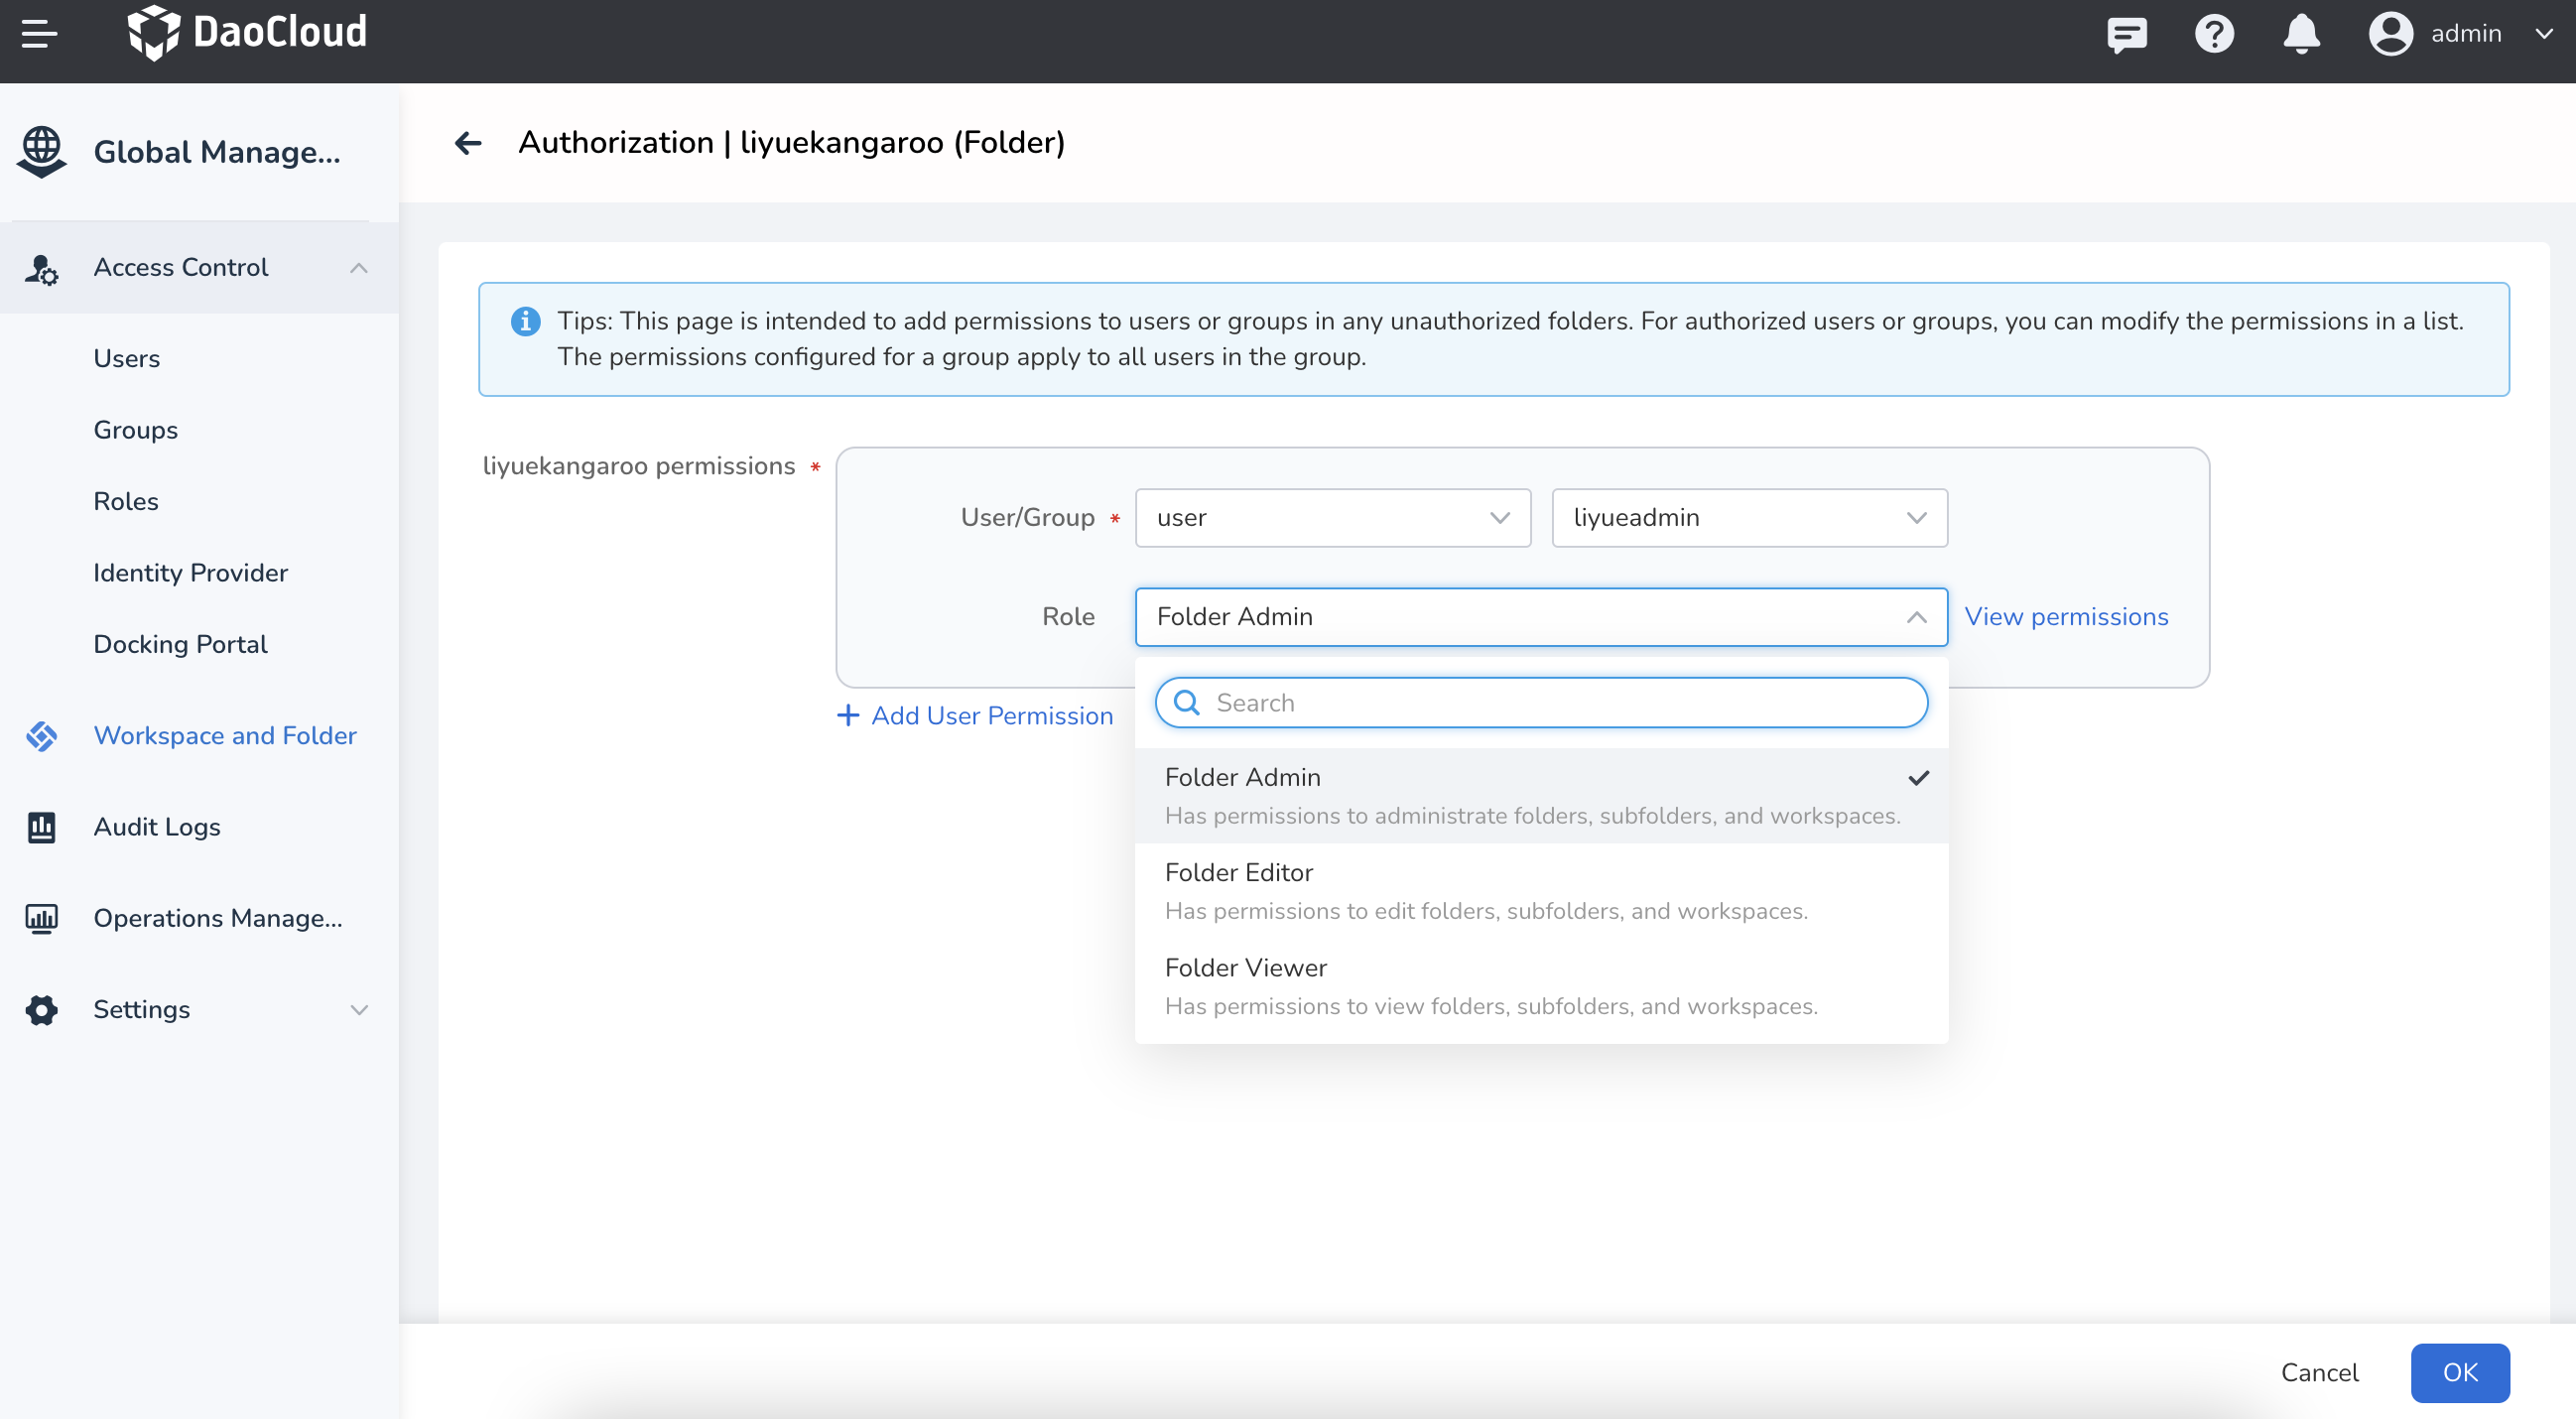 DaoCloud
admin
Global Manage...
Access Control
Users
Groups
Roles
Identity Provider
Docking Portal
Workspace and Folder
Audit Logs
Operations Manage...
Settings
Authorization | liyuekangaroo (Folder)
Tips: This page is intended to add permissions to users or groups in any unauthorized folders. For authorized users or groups, you can modify the permissions in a list.
The permissions configured for a group apply to all users in the group.
liyuekangaroo permissions *
User/Group * user liyueadmin
Role Folder Admin View permissions
+ Add User Permission
Search
Folder Admin
Has permissions to administrate folders, subfolders, and workspaces.
Folder Editor
Has permissions to edit folders, subfolders, and workspaces.
Folder Viewer
Has permissions to view folders, subfolders, and workspaces.
Cancel OK